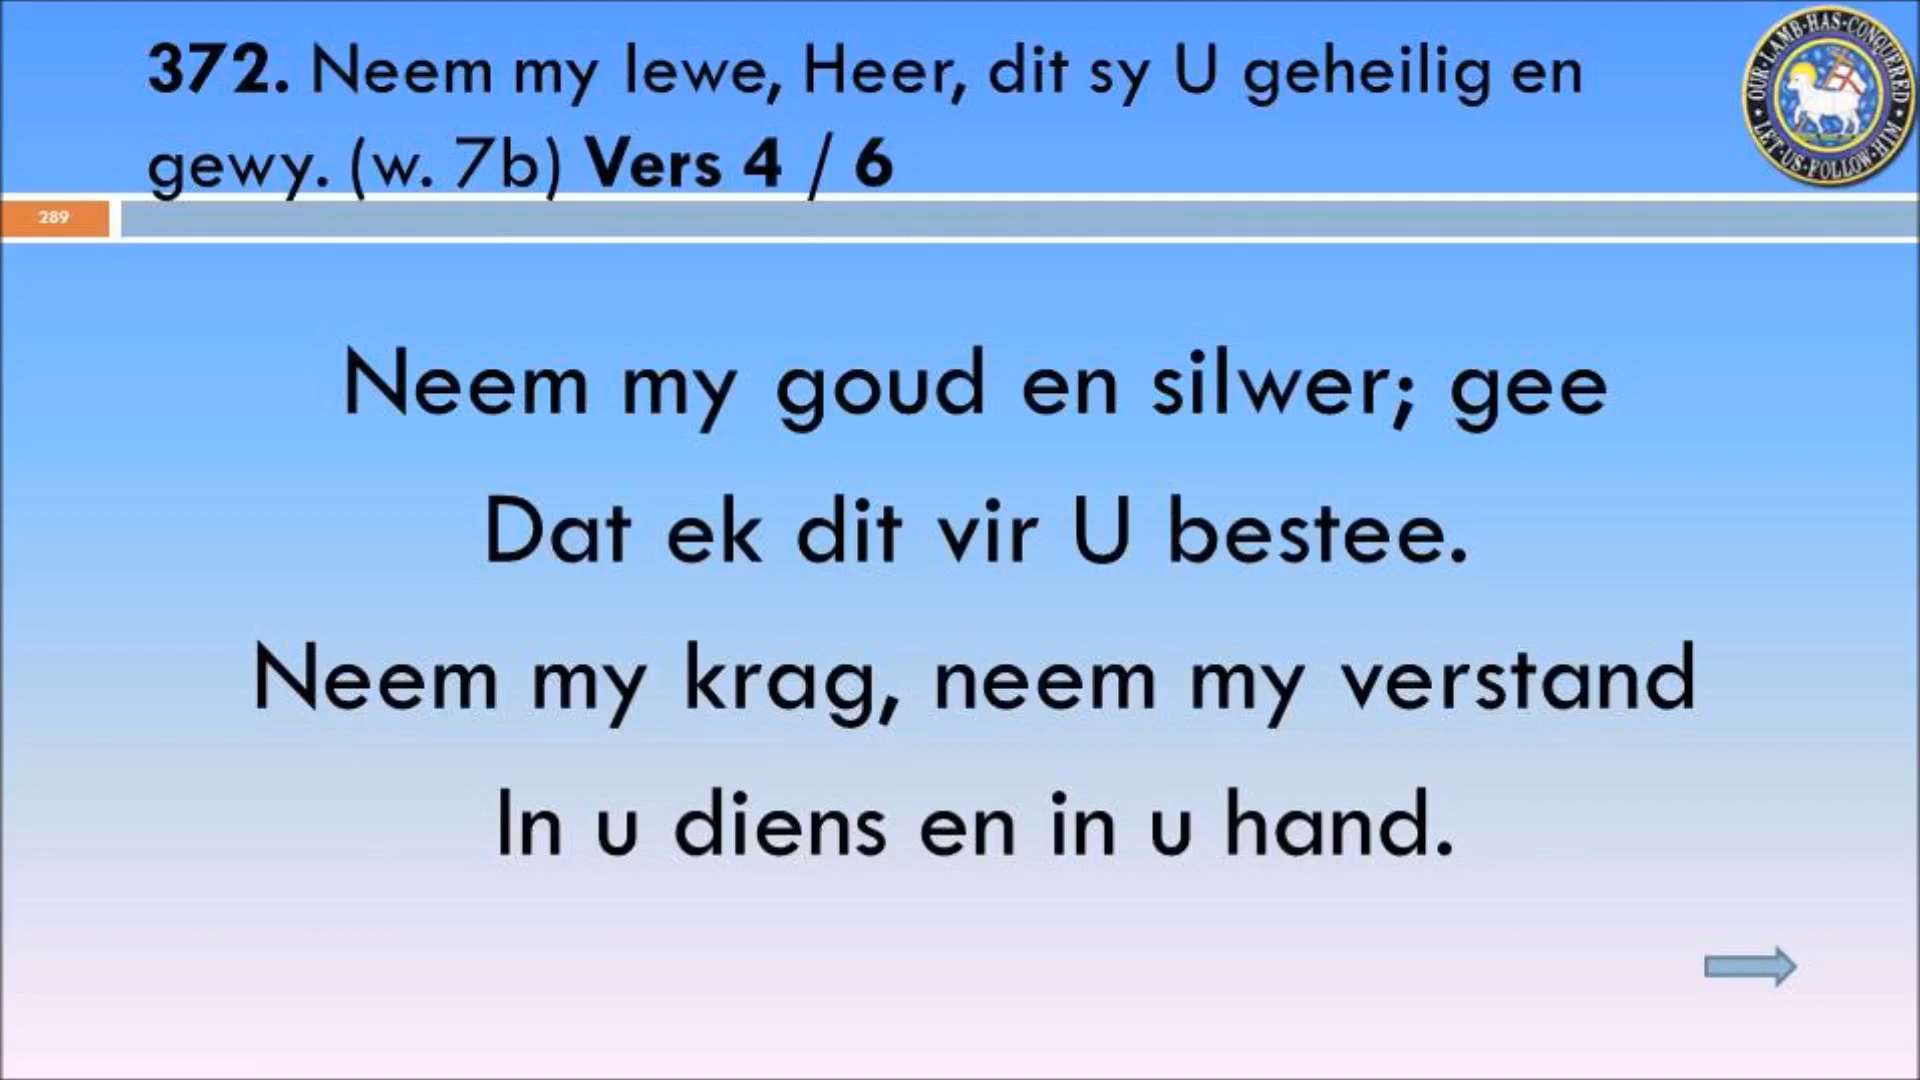 372. Neem my lewe, Heer, dit sy U geheilig en
gewy. (w. 7b) Vers 4 / 6
OUR·LAMB·HAS·CONQUERED
LET·US·FOLLOW·HIM
289
Neem my goud en silwer; gee
Dat ek dit vir U bestee.
Neem my krag, neem my verstand
In u diens en in u hand.